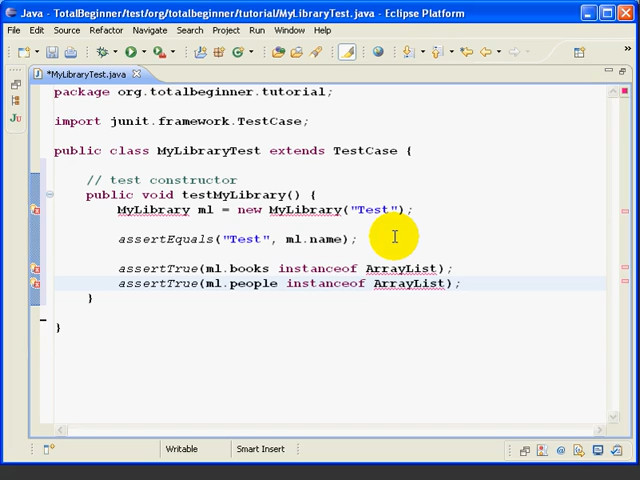 Java - TotalBeginner/test/org/totalbeginner/tutorial/MyLibraryTest.java - Eclipse Platform
File Edit Source Refactor Navigate Search Project Run Window Help
*MyLibraryTest.java
package org.totalbeginner.tutorial;
import junit.framework.TestCase;
public class MyLibraryTest extends TestCase {
// test constructor
public void testMyLibrary() {
MyLibrary ml = new MyLibrary("Test");
assertEquals("Test", ml.name);
assertTrue(ml.books instanceof ArrayList);
assertTrue(ml.people instanceof ArrayList);
}
}
Writable Smart Insert